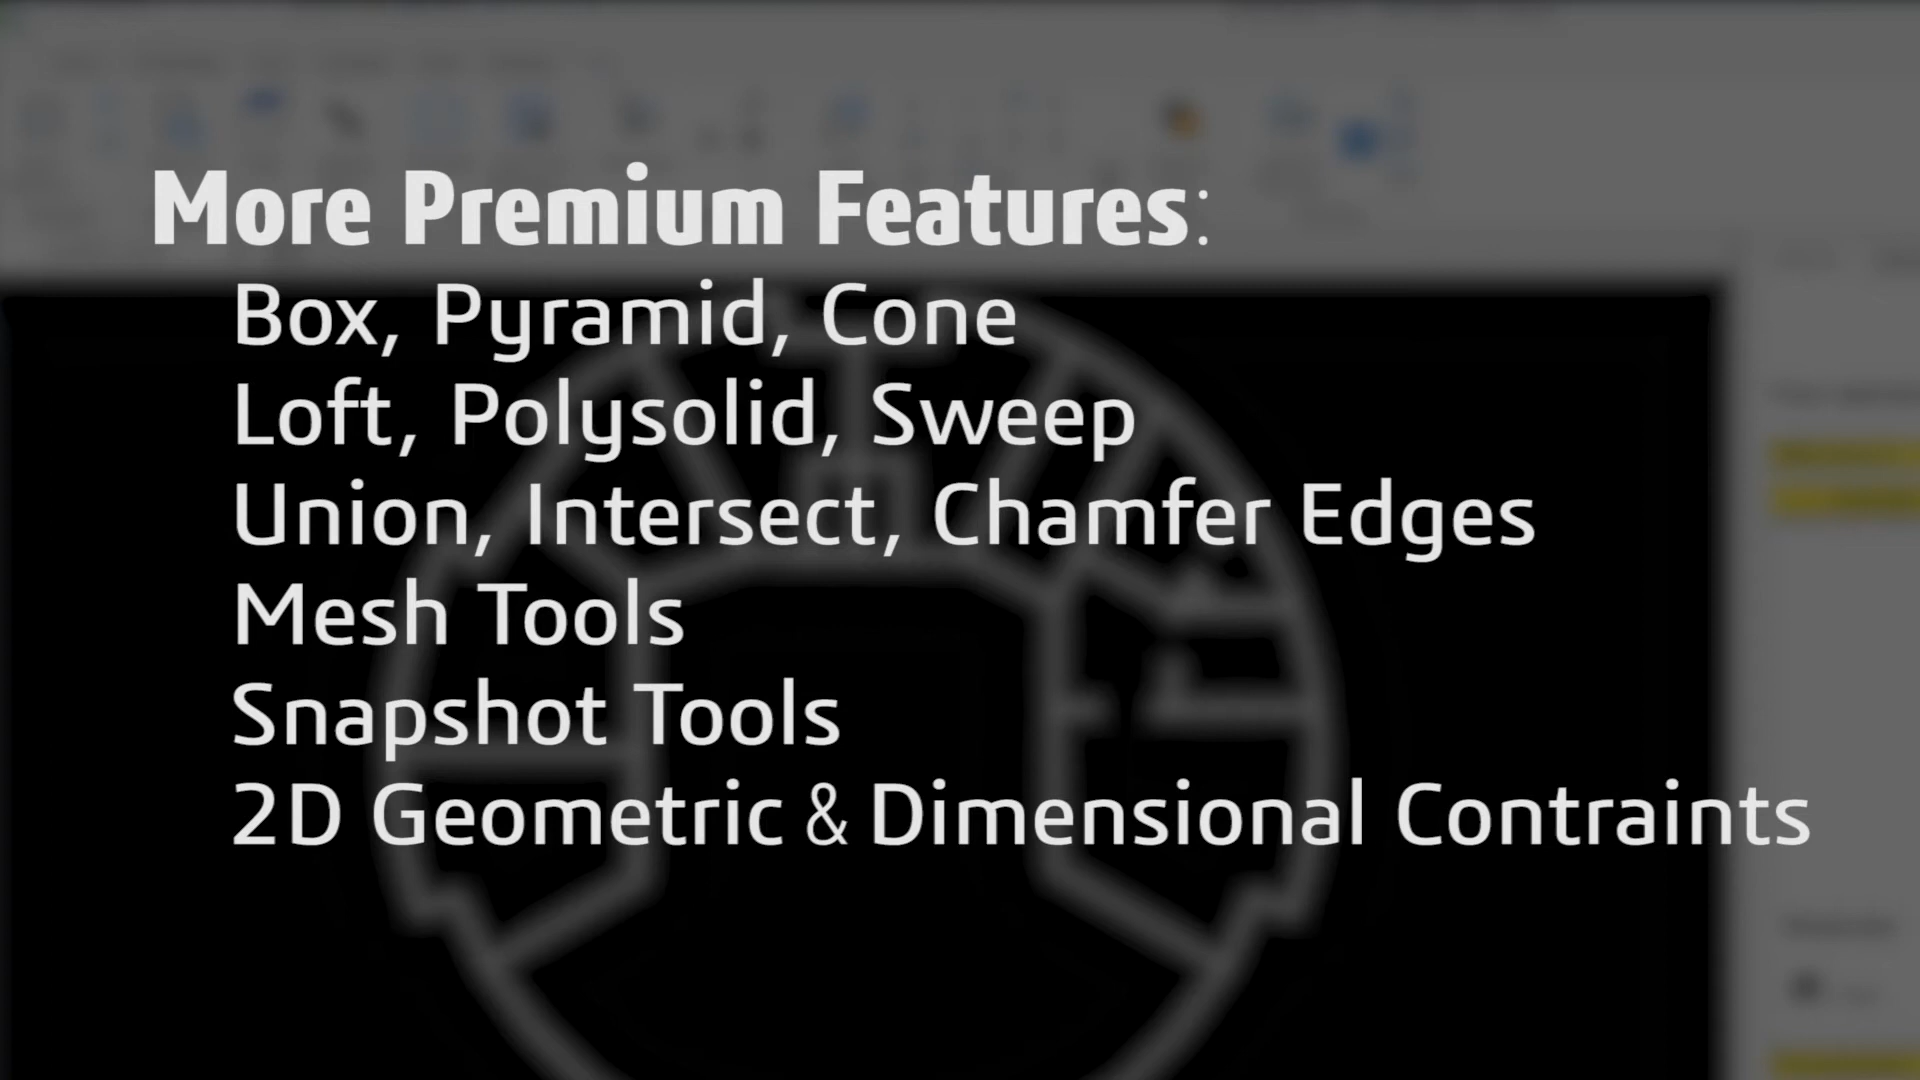 More Premium Features:
Box, Pyramid, Cone
Loft, Polysolid, Sweep
Union, Intersect, Chamfer Edges
Mesh Tools
Snapshot Tools
2D Geometric & Dimensional Contraints